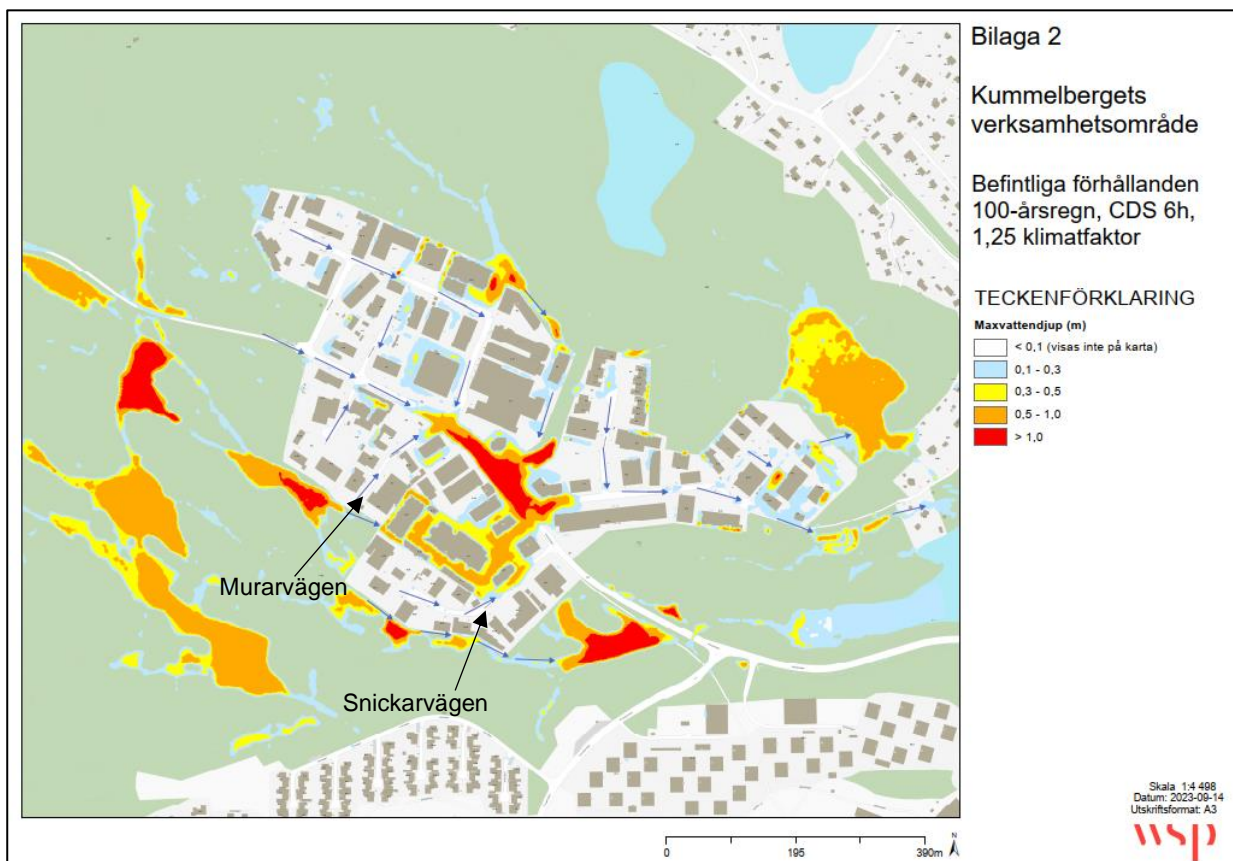 Bilaga 2
Kummelbergets
verksamhetsområde
Befintliga förhållanden
100-årsregn, CDS 6h,
1,25 klimatfaktor
TECKENFÖRKLARING
Maxvattendjup (m)
< 0,1 (visas inte på karta)
0,1 - 0,3
0,3 - 0,5
0,5 - 1,0
> 1,0
Murarvägen
Snickarvägen
Skala 1:4 498
Datum: 2023-09-14
Utskriftsformat: A3
N
0 195 390m
wsp